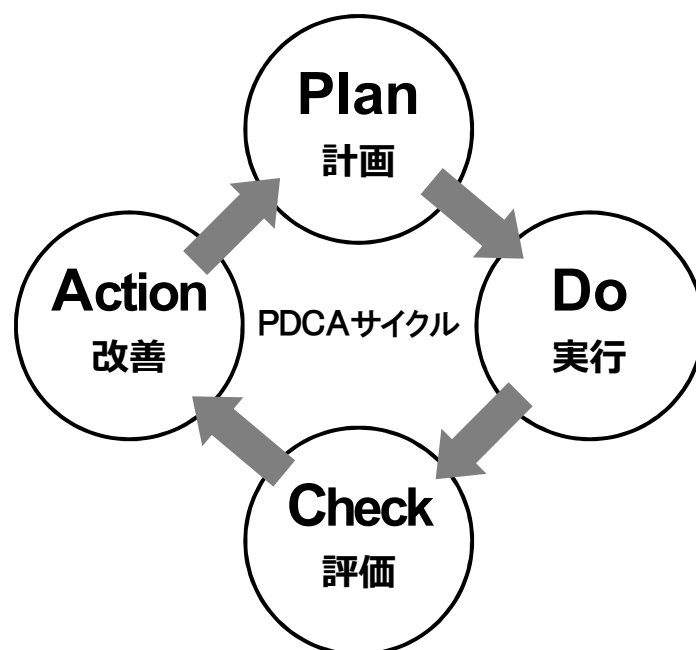 Plan
計画
Do
実行
Check
評価
Action
改善
PDCAサイクル